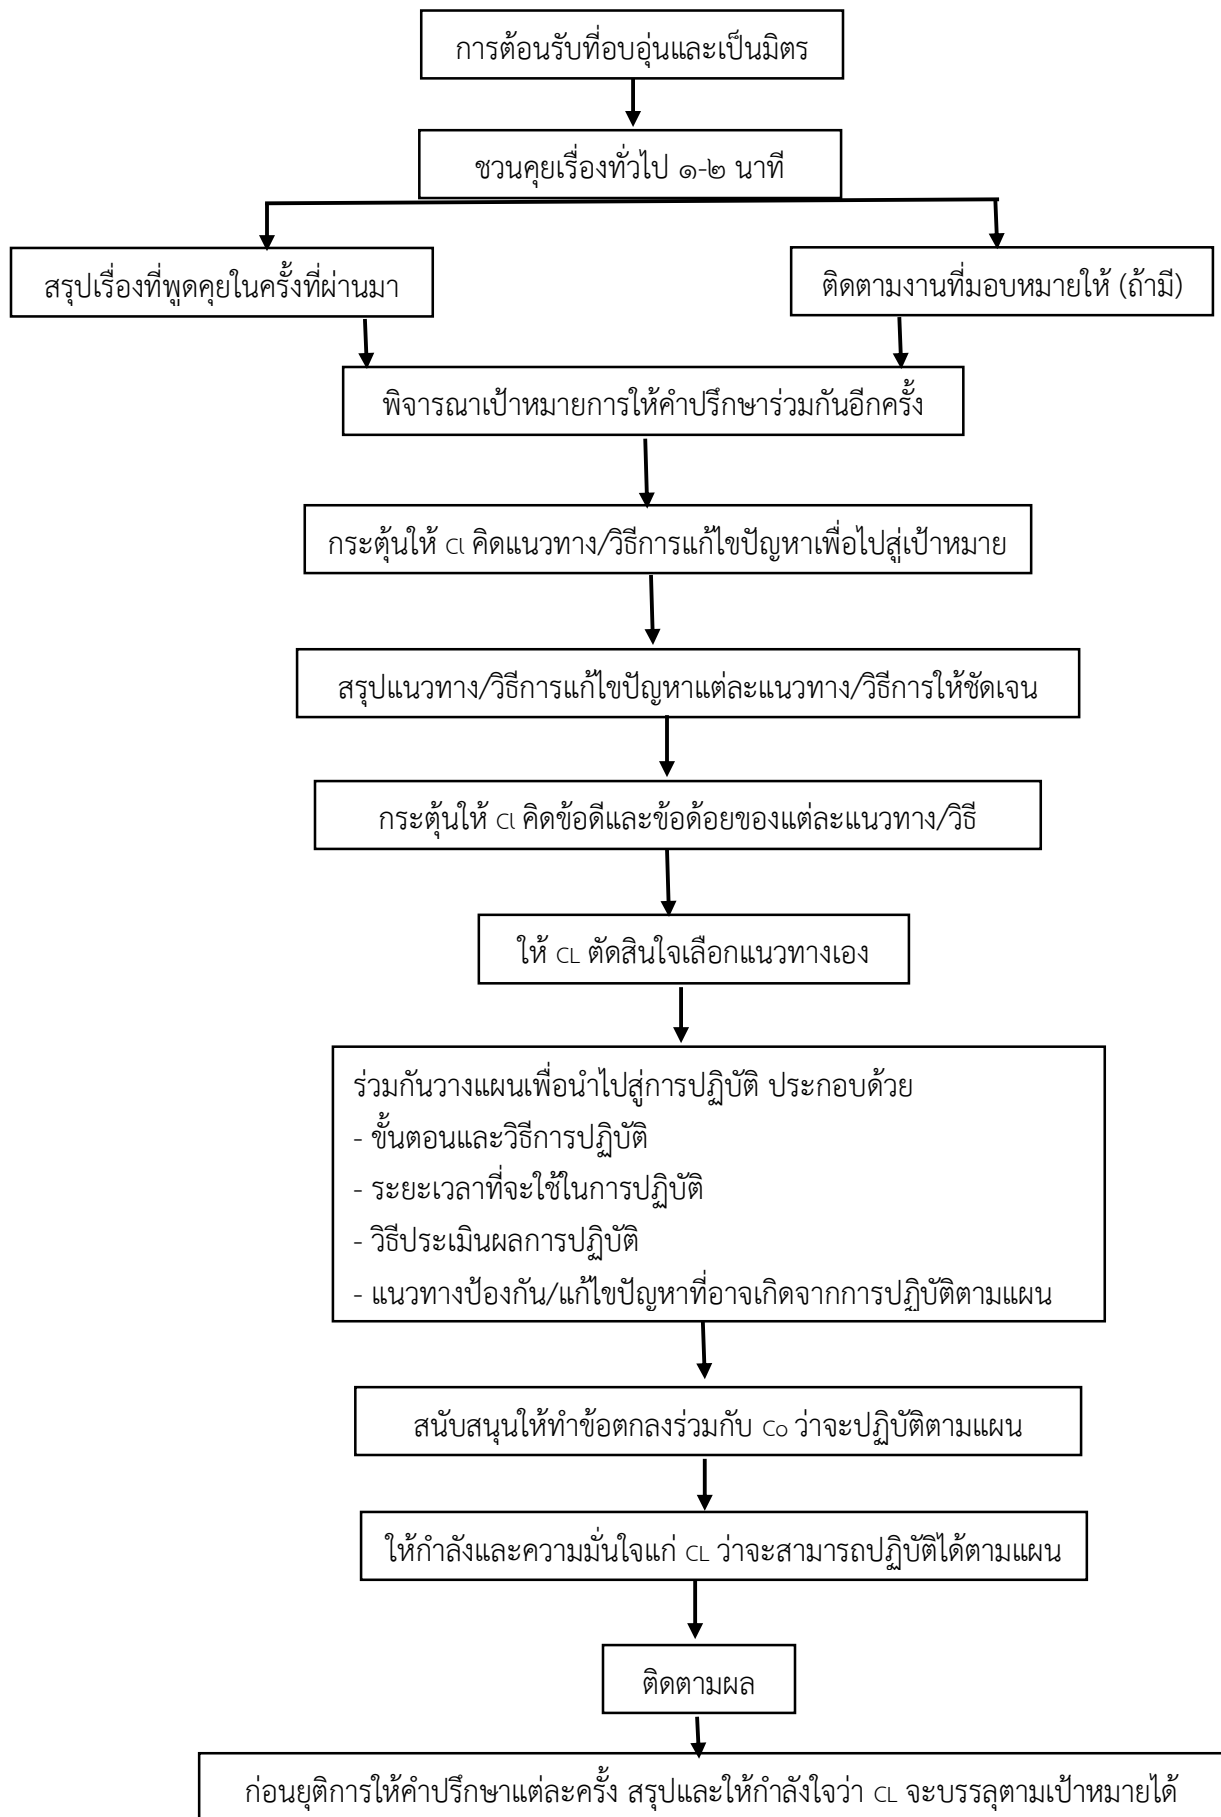 การต้อนรับที่อบอุ่นและเป็นมิตร
ชวนคุยเรื่องทั่วไป ๑-๒ นาที
สรุปเรื่องที่พูดคุยในครั้งที่ผ่านมา
ติดตามงานที่มอบหมายให้ (ถ้ามี)
พิจารณาเป้าหมายการให้คำปรึกษาร่วมกันอีกครั้ง
กระตุ้นให้ Cl คิดแนวทาง/วิธีการแก้ไขปัญหาเพื่อไปสู่เป้าหมาย
สรุปแนวทาง/วิธีการแก้ไขปัญหาแต่ละแนวทาง/วิธีการให้ชัดเจน
กระตุ้นให้ Cl คิดข้อดีและข้อด้อยของแต่ละแนวทาง/วิธี
ให้ CL ตัดสินใจเลือกแนวทางเอง
ร่วมกันวางแผนเพื่อนำไปสู่การปฏิบัติ ประกอบด้วย
- ขั้นตอนและวิธีการปฏิบัติ
- ระยะเวลาที่จะใช้ในการปฏิบัติ
- วิธีประเมินผลการปฏิบัติ
- แนวทางป้องกัน/แก้ไขปัญหาที่อาจเกิดจากการปฏิบัติตามแผน
สนับสนุนให้ทำข้อตกลงร่วมกับ Co ว่าจะปฏิบัติตามแผน
ให้กำลังและความมั่นใจแก่ CL ว่าจะสามารถปฏิบัติได้ตามแผน
ติดตามผล
ก่อนยุติการให้คำปรึกษาแต่ละครั้ง สรุปและให้กำลังใจว่า CL จะบรรลุตามเป้าหมายได้